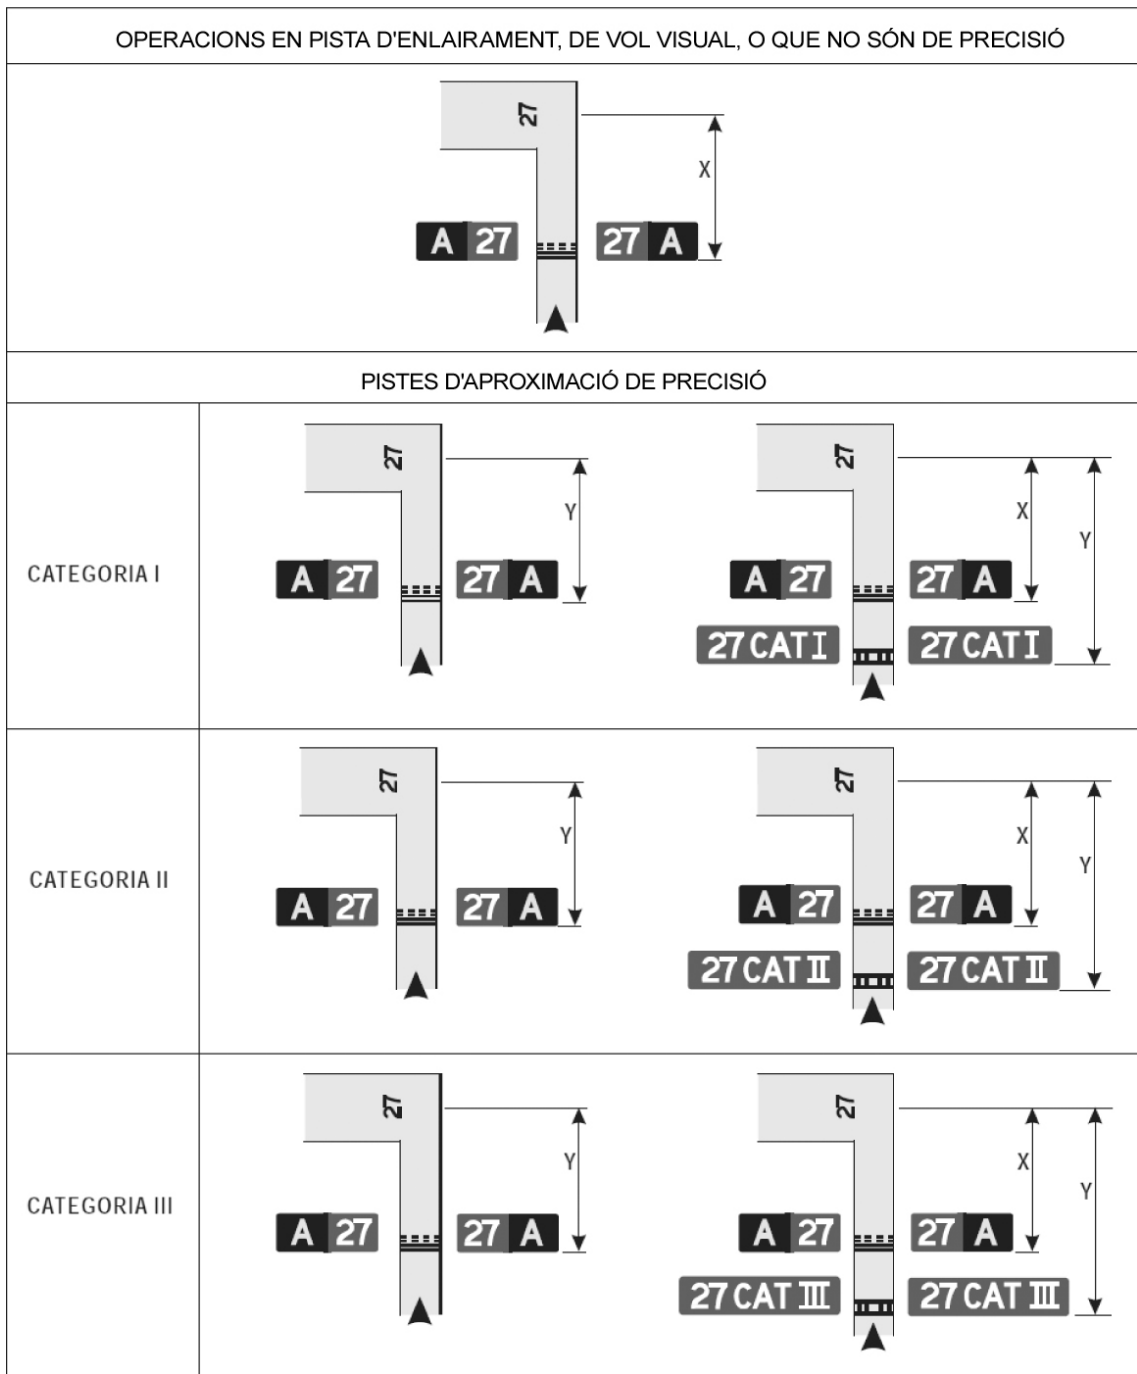 OPERACIONS EN PISTA D'ENLAIRAMENT, DE VOL VISUAL, O QUE NO SÓN DE PRECISIÓ
27
X
A 27
27 A
PISTES D'APROXIMACIÓ DE PRECISIÓ
CATEGORIA I
27
Y
A 27
27 A
27
X
Y
A 27
27 A
27 CAT I
27 CAT I
CATEGORIA II
27
Y
A 27
27 A
27
X
Y
A 27
27 A
27 CAT II
27 CAT II
CATEGORIA III
27
Y
A 27
27 A
27
X
Y
A 27
27 A
27 CAT III
27 CAT III